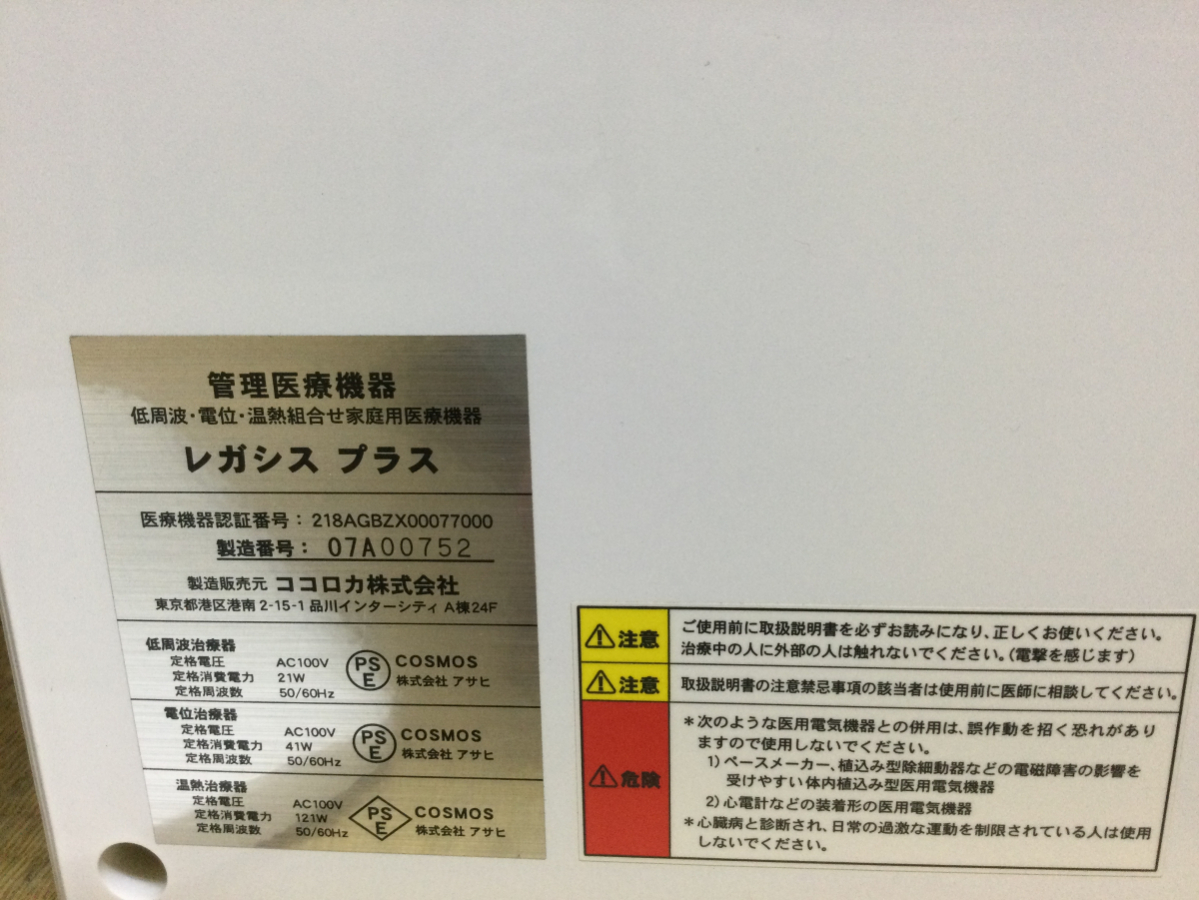 管理医療機器
低周波・電位・温熱組合せ家庭用医療機器
レガシス プラス
医療機器認証番号：218AGBZX00077000
製造番号：07A00752
製造販売元 ココロカ株式会社
東京都港区港南2-15-1 品川インターシティ A棟24F
低周波治療器
定格電圧 AC100V
定格消費電力 21W
定格周波数 50/60Hz
PS
E
COSMOS
株式会社 アサヒ
電位治療器
定格電圧 AC100V
定格消費電力 41W
定格周波数 50/60Hz
PS
E
COSMOS
株式会社 アサヒ
温熱治療器
定格電圧 AC100V
定格消費電力 121W
定格周波数 50/60Hz
PS
E
COSMOS
株式会社 アサヒ
注意
ご使用前に取扱説明書を必ずお読みになり、正しくお使いください。
治療中の人に外部の人は触れないでください。(電撃を感じます)
注意
取扱説明書の注意禁忌事項の該当者は使用前に医師に相談してください。
危険
＊次のような医用電気機器との併用は、誤作動を招く恐れがあり
ますので使用しないでください。
1)ペースメーカー、植込み型除細動器などの電磁障害の影響を
受けやすい体内植込み型医用電気機器
2)心電計などの装着形の医用電気機器
＊心臓病と診断され、日常の過激な運動を制限されている人は使用
しないでください。